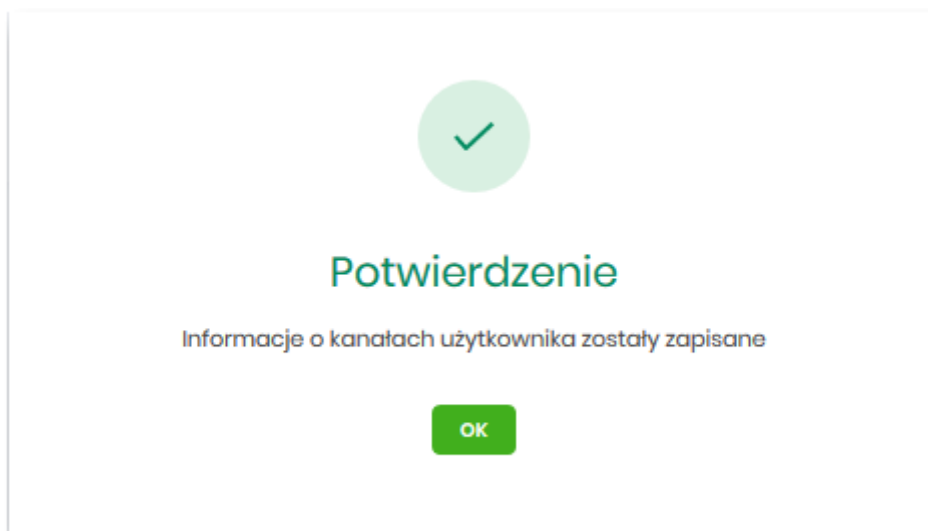 Potwierdzenie
Informacje o kanałach użytkownika zostały zapisane
OK